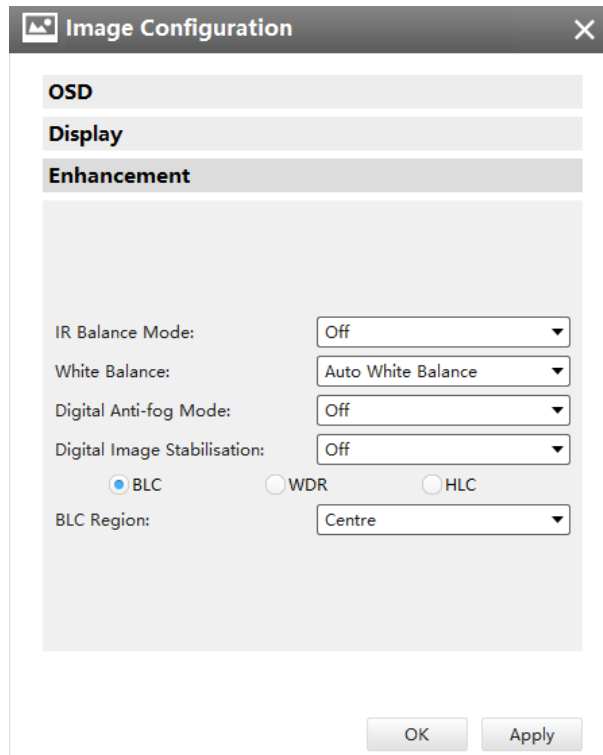 Image Configuration
OSD
Display
Enhancement
IR Balance Mode: Off
White Balance: Auto White Balance
Digital Anti-fog Mode: Off
Digital Image Stabilisation: Off
BLC WDR HLC
BLC Region: Centre
OK Apply